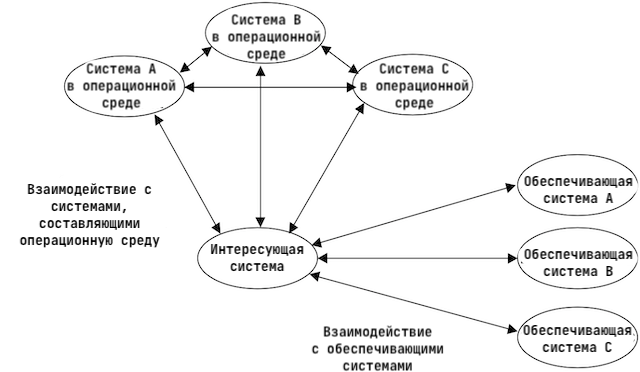 Система B
в операционной
среде
Система A
в операционной
среде
Система C
в операционной
среде
Взаимодействие с
системами,
составляющими
операционную среду
Интересующая
система
Обеспечивающая
система A
Обеспечивающая
система B
Обеспечивающая
система C
Взаимодействие
с обеспечивающими
системами